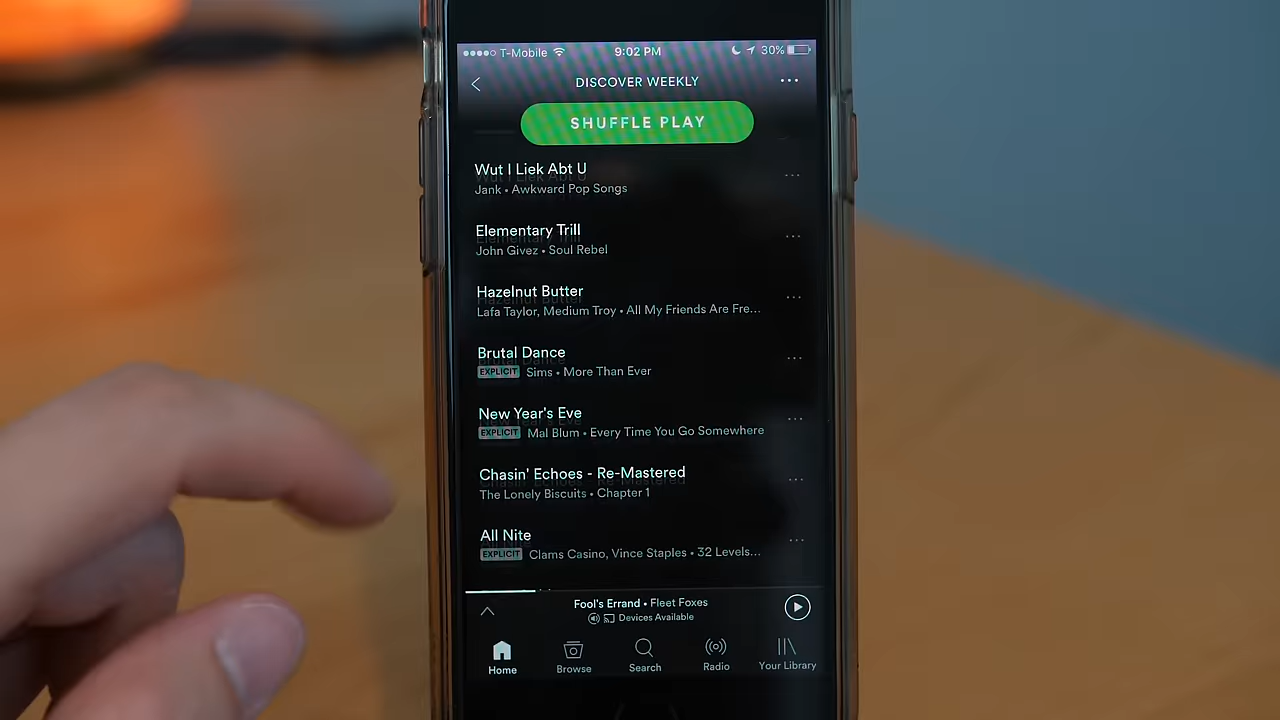 T-Mobile 9:02 PM 30%
DISCOVER WEEKLY
SHUFFLE PLAY
Wut I Liek Abt U
Jank • Awkward Pop Songs
Elementary Trill
John Givez • Soul Rebel
Hazelnut Butter
Lafa Taylor, Medium Troy • All My Friends Are Fre...
Brutal Dance
EXPLICIT Sims • More Than Ever
New Year's Eve
EXPLICIT Mal Blum • Every Time You Go Somewhere
Chasin' Echoes - Re-Mastered
The Lonely Biscuits • Chapter 1
All Nite
EXPLICIT Clams Casino, Vince Staples • 32 Levels...
Fool's Errand • Fleet Foxes
Devices Available
Home Browse Search Radio Your Library